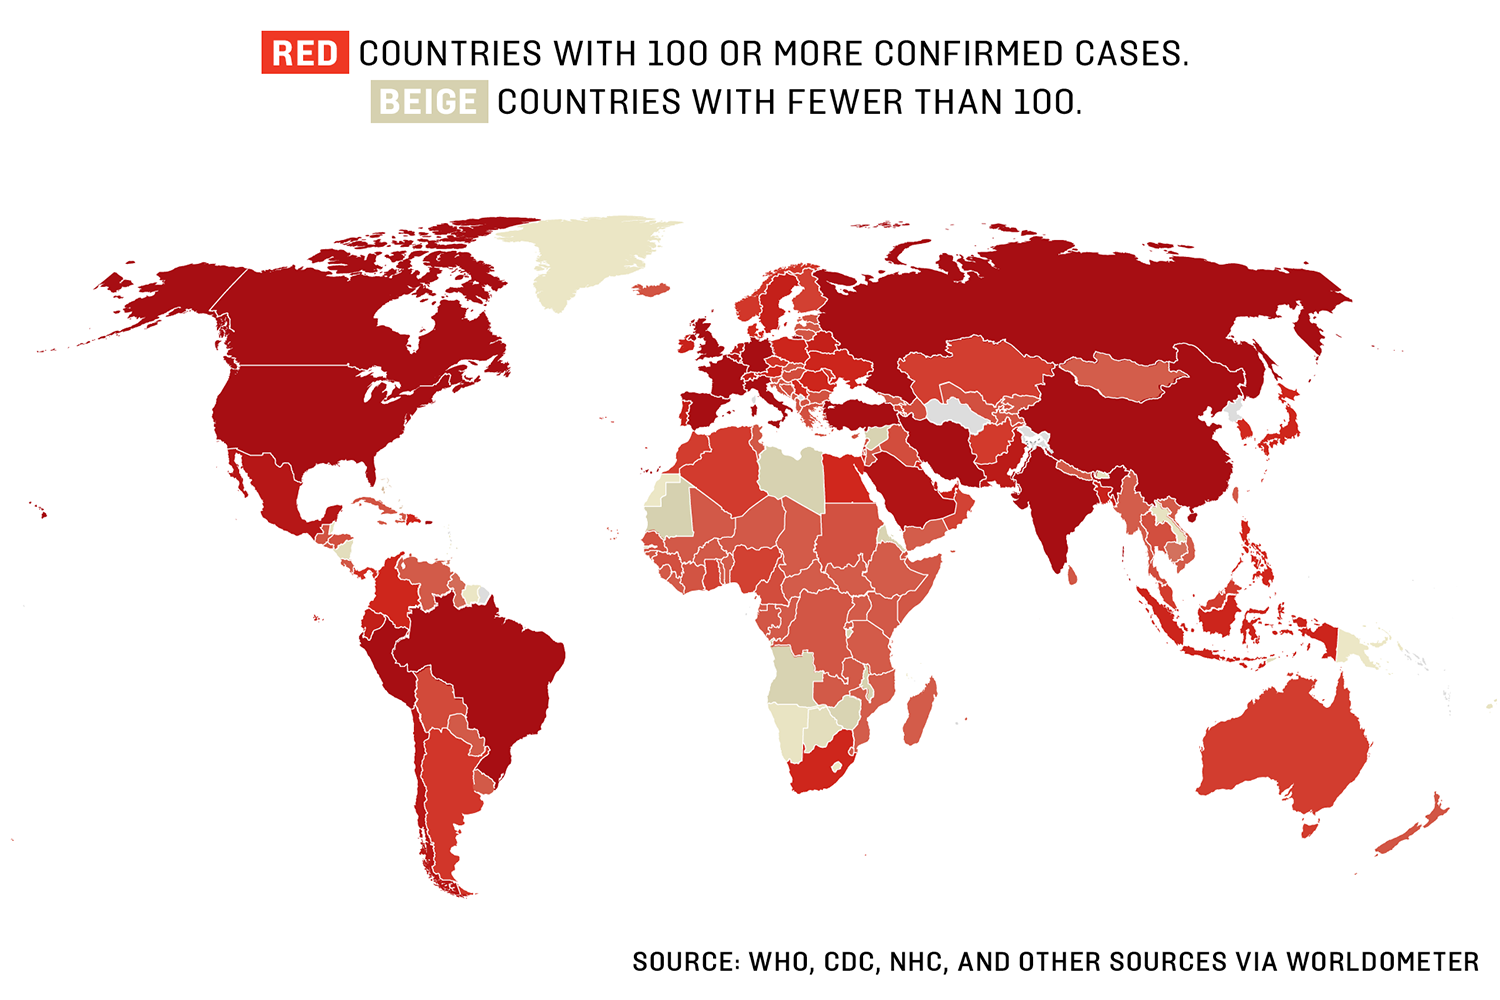 RED COUNTRIES WITH 100 OR MORE CONFIRMED CASES.
BEIGE COUNTRIES WITH FEWER THAN 100.
SOURCE: WHO, CDC, NHC, AND OTHER SOURCES VIA WORLDOMETER